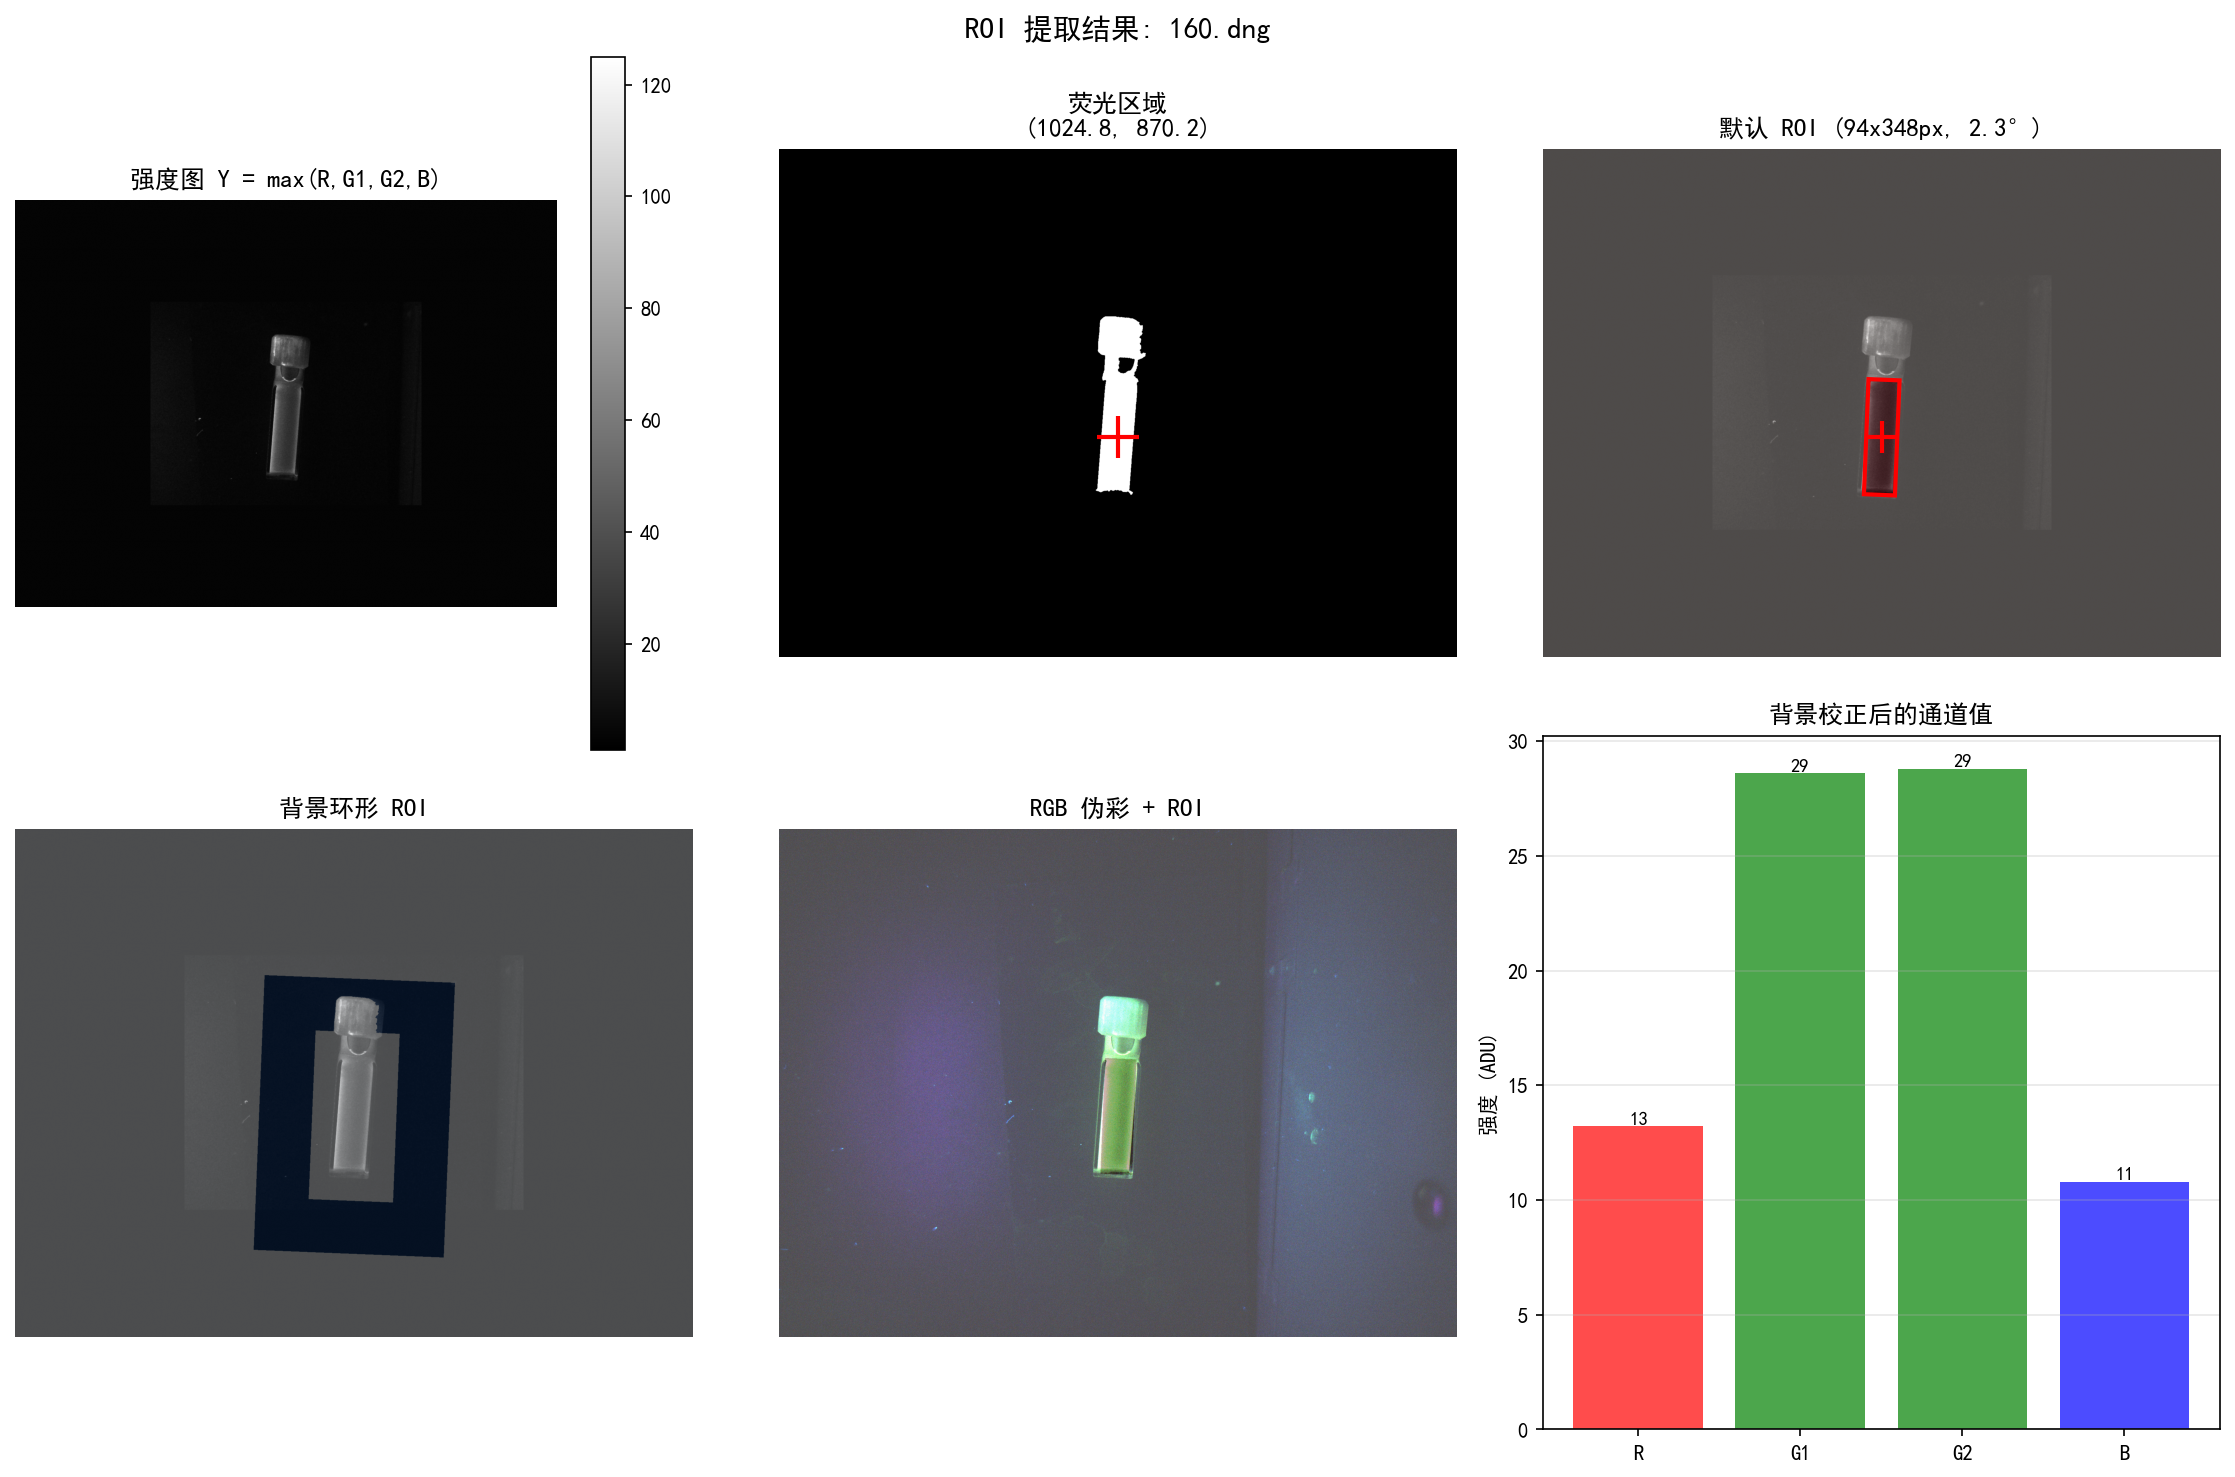 ROI 提取结果: 160.dng
强度图 Y = max(R,G1,G2,B)
120
100
80
60
40
20
荧光区域
(1024.8, 870.2)
默认 ROI (94x348px, 2.3°)
背景环形 ROI
RGB 伪彩 + ROI
背景校正后的通道值
强度 (ADU)
30
25
20
15
10
5
0
13
29
29
11
R
G1
G2
B